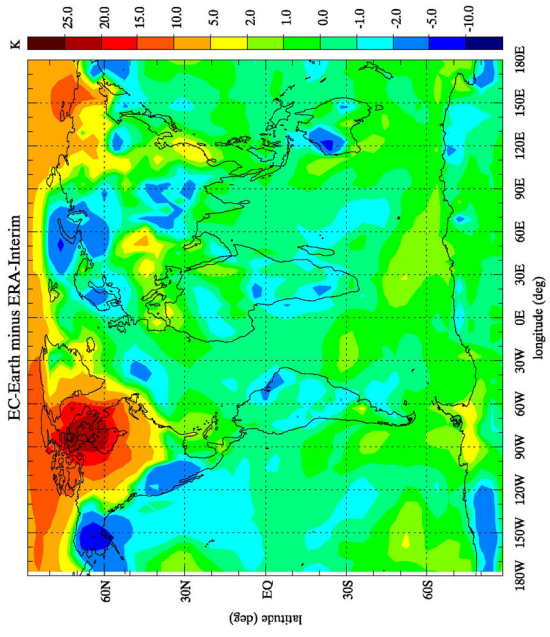 EC-Earth minus ERA-Interim
K
25.0
20.0
15.0
10.0
5.0
2.0
1.0
-1.0
-2.0
-5.0
-10.0
60N
30N
EQ
30S
60S
latitude (deg)
180W 150W 120W 90W 60W 30W 0E 30E 60E 90E 120E 150E 180E
longitude (deg)